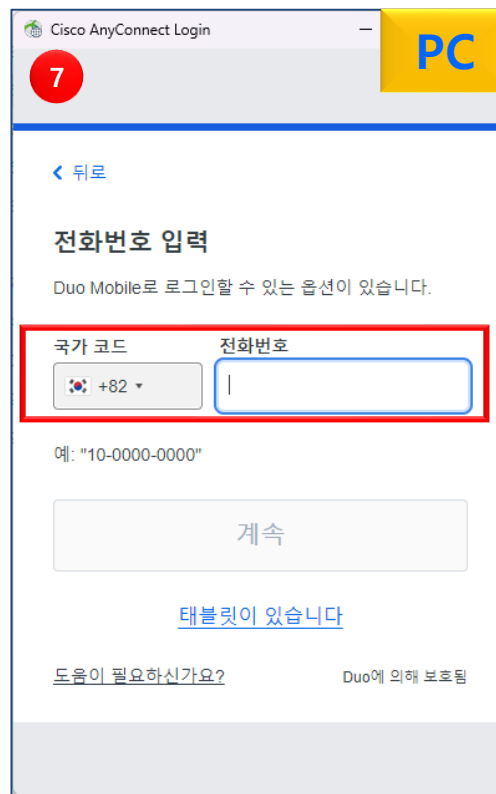 Cisco AnyConnect Login
PC
7
뒤로
전화번호 입력
Duo Mobile로 로그인할 수 있는 옵션이 있습니다.
국가 코드 전화번호
+82
예: "10-0000-0000"
계속
태블릿이 있습니다
도움이 필요하신가요? Duo에 의해 보호됨